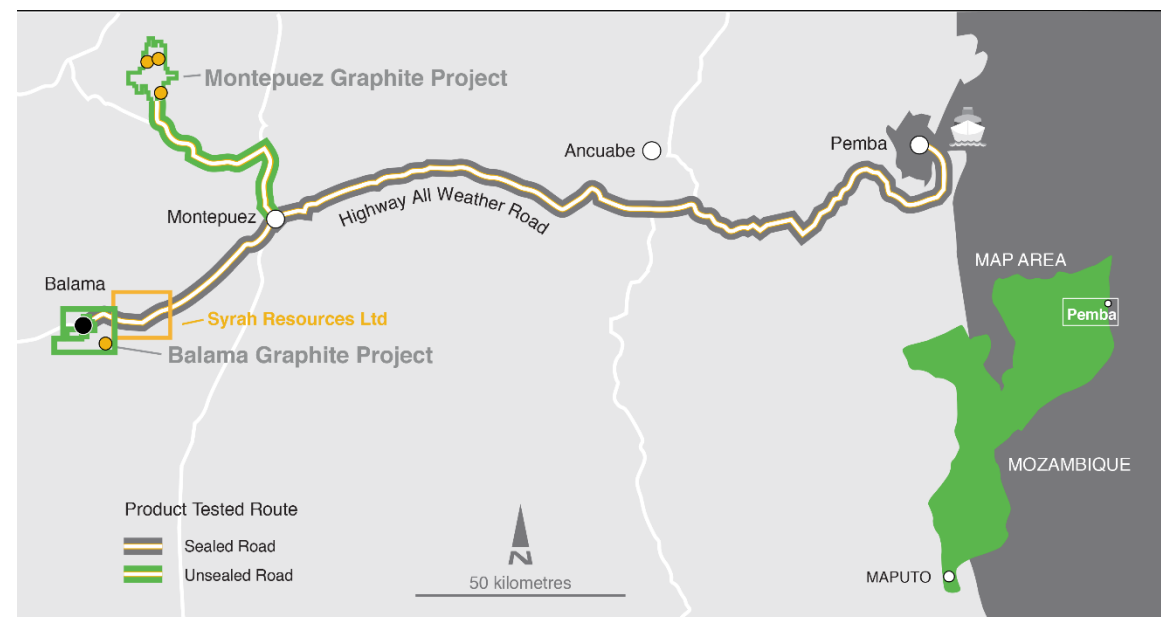 Montepuez Graphite Project
Ancuabe
Pemba
Montepuez
Highway All Weather Road
Balama
Syrah Resources Ltd
Balama Graphite Project
MAP AREA
Pemba
MOZAMBIQUE
MAPUTO
Product Tested Route
Sealed Road
Unsealed Road
N
50 kilometres